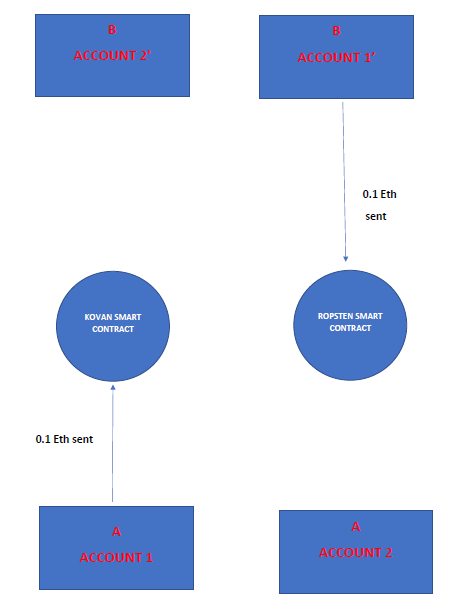 B
ACCOUNT 2'
B
ACCOUNT 1'
0.1 Eth
sent
KOVAN SMART
CONTRACT
ROPSTEN SMART
CONTRACT
0.1 Eth sent
A
ACCOUNT 1
A
ACCOUNT 2